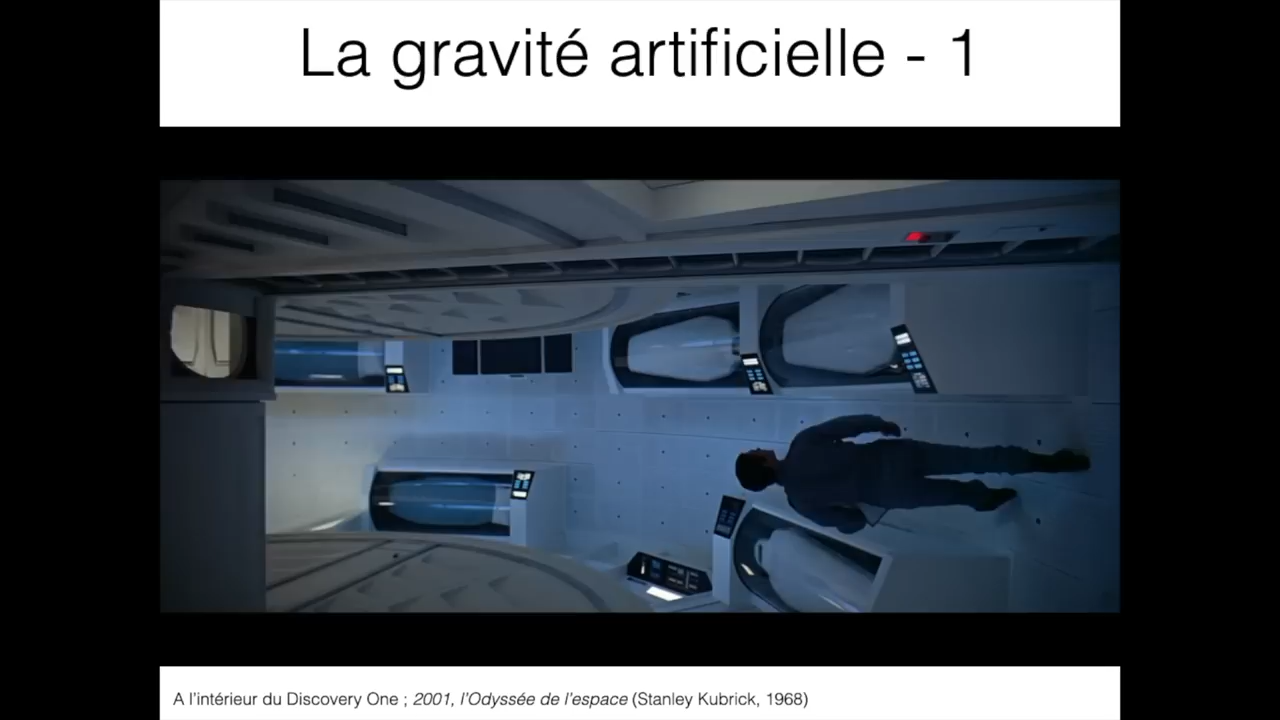 La gravité artificielle - 1
A l'intérieur du Discovery One ; 2001, l'Odyssée de l'espace (Stanley Kubrick, 1968)